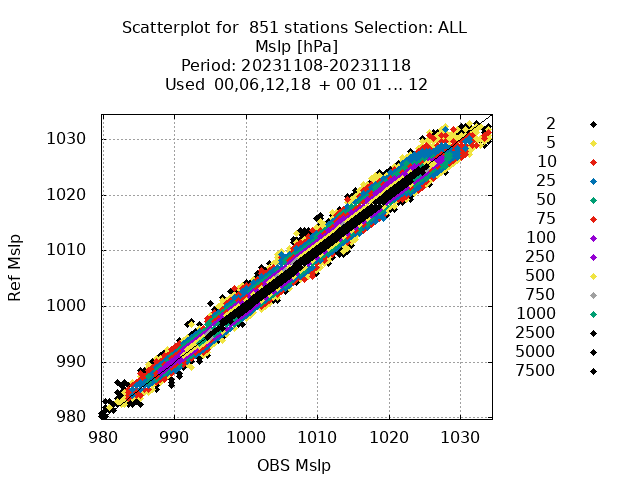 Scatterplot for  851 stations Selection: ALL
Mslp [hPa]
Period: 20231108-20231118
Used  00,06,12,18  + 00 01 ... 12
Ref Mslp
1030
1020
1010
1000
990
980
980 990 1000 1010 1020 1030
OBS Mslp
2
5
10
25
50
75
100
250
500
750
1000
2500
5000
7500